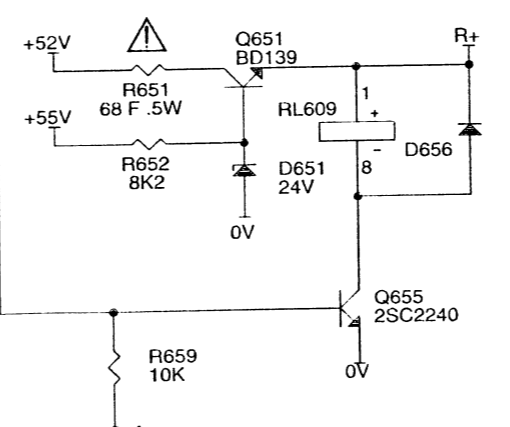 +52V
Q651
BD139
R+
R651
68 F .5W
1
+
RL609
+55V
D656
–
R652
8K2
D651
24V
8
0V
Q655
2SC2240
R659
10K
0V